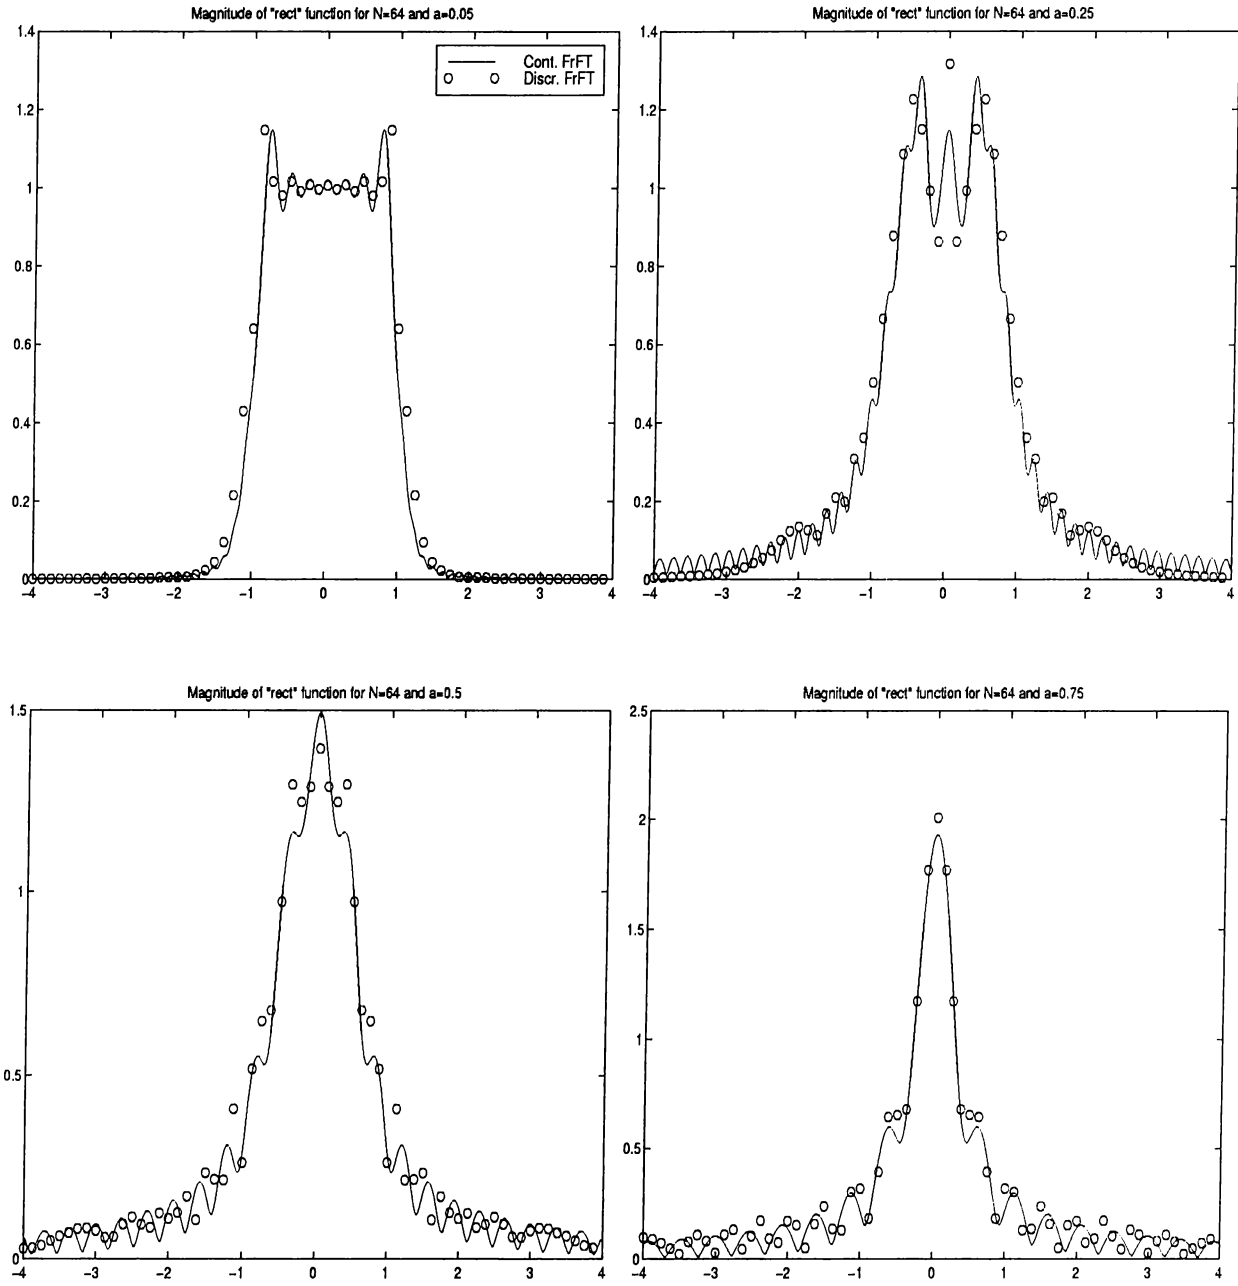 Magnitude of "rect" function for N=64 and a=0.05
1.4
1.2
1
0.8
0.6
0.4
0.2
0
-4 -3 -2 -1 0 1 2 3 4
Cont. FrFT
Discr. FrFT
Magnitude of "rect" function for N=64 and a=0.25
1.4
1.2
1
0.8
0.6
0.4
0.2
0
-4 -3 -2 -1 0 1 2 3 4
Magnitude of "rect" function for N=64 and a=0.5
1.5
1
0.5
0
-4 -3 -2 -1 0 1 2 3 4
Magnitude of "rect" function for N=64 and a=0.75
2.5
2
1.5
1
0.5
0
-4 -3 -2 -1 0 1 2 3 4